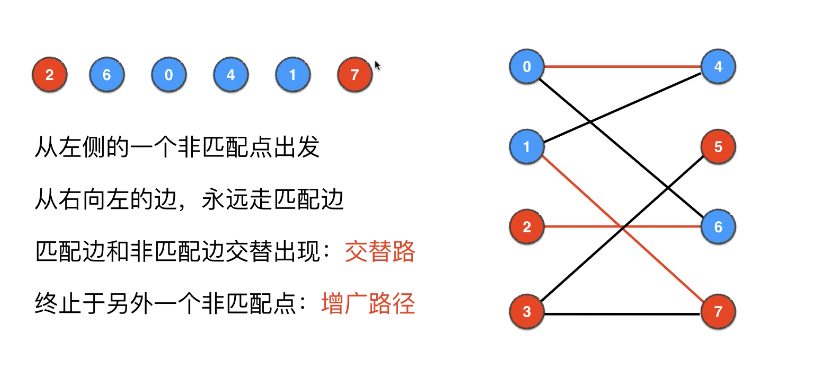 2 6 0 4 1 7
从左侧的一个非匹配点出发
从右向左的边，永远走匹配边
匹配边和非匹配边交替出现：交替路
终止于另外一个非匹配点：增广路径
0 4
1 5
2 6
3 7